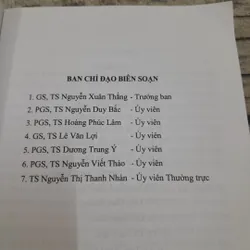 BAN CHỈ ĐẠO BIÊN SOẠN
1. GS, TS Nguyễn Xuân Thắng - Trưởng ban
2. PGS, TS Nguyễn Duy Bắc - Ủy viên
3. PGS, TS Hoàng Phúc Lâm - Ủy viên
4. GS, TS Lê Văn Lợi - Ủy viên
5. PGS, TS Dương Trung Ý - Ủy viên
6. PGS, TS Nguyễn Viết Thảo - Ủy viên
7. TS Nguyễn Thị Thanh Nhàn - Ủy viên Thường trực